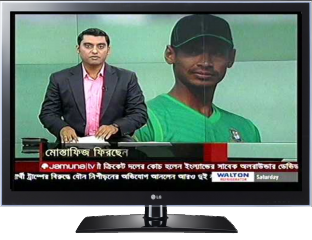 মোস্তাফিজ ফিরছেন
Jamuna tv ও ক্রিকেট দলের কোচ হলেন ইংল্যান্ডের সাবেক অলরাউন্ডার ডেভিড
প্রার্থী ট্রাম্পের বিরুদ্ধে যৌন নিপীড়নের অভিযোগ আনলেন আরও দুই
WALTON
Saturday
LG